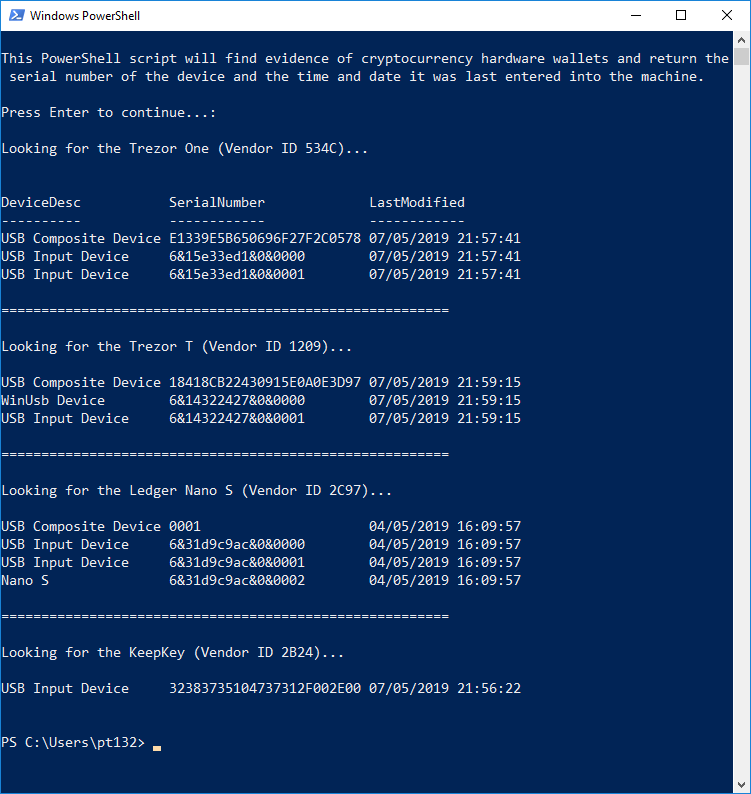 Windows PowerShell
This PowerShell script will find evidence of cryptocurrency hardware wallets and return the
serial number of the device and the time and date it was last entered into the machine.
Press Enter to continue...:
Looking for the Trezor One (Vendor ID 534C)...
DeviceDesc           SerialNumber             LastModified
----------           ------------             ------------
USB Composite Device E1339E5B650696F27F2C0578 07/05/2019 21:57:41
USB Input Device     6&15e33ed1&0&0000        07/05/2019 21:57:41
USB Input Device     6&15e33ed1&0&0001        07/05/2019 21:57:41
========================================================
Looking for the Trezor T (Vendor ID 1209)...
USB Composite Device 18418CB22430915E0A0E3D97 07/05/2019 21:59:15
WinUsb Device        6&14322427&0&0000        07/05/2019 21:59:15
USB Input Device     6&14322427&0&0001        07/05/2019 21:59:15
========================================================
Looking for the Ledger Nano S (Vendor ID 2C97)...
USB Composite Device 0001                     04/05/2019 16:09:57
USB Input Device     6&31d9c9ac&0&0000        04/05/2019 16:09:57
USB Input Device     6&31d9c9ac&0&0001        04/05/2019 16:09:57
Nano S               6&31d9c9ac&0&0002        04/05/2019 16:09:57
========================================================
Looking for the KeepKey (Vendor ID 2B24)...
USB Input Device     32383735104737312F002E00 07/05/2019 21:56:22
PS C:\Users\pt132>